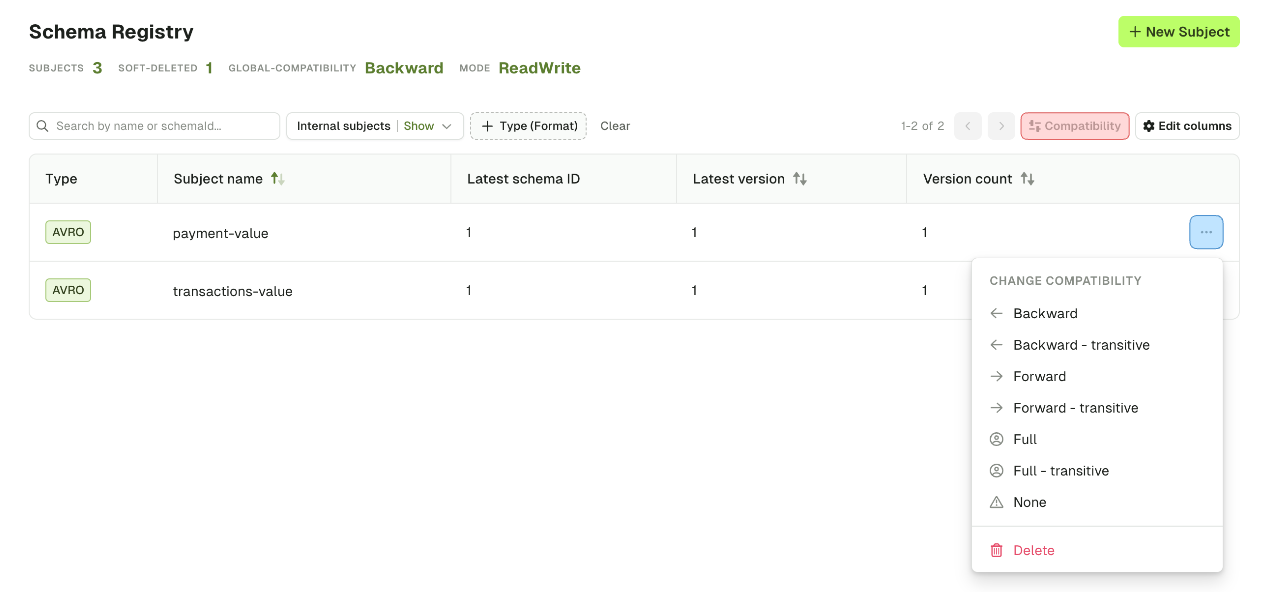 Schema Registry
+ New Subject
SUBJECTS 3 SOFT-DELETED 1 GLOBAL-COMPATIBILITY Backward MODE ReadWrite
Search by name or schemaId... Internal subjects | Show + Type (Format) Clear 1-2 of 2 Compatibility Edit columns
Type Subject name Latest schema ID Latest version Version count
AVRO payment-value 1 1 1 ...
AVRO transactions-value 1 1 1
CHANGE COMPATIBILITY
Backward
Backward - transitive
Forward
Forward - transitive
Full
Full - transitive
None
Delete